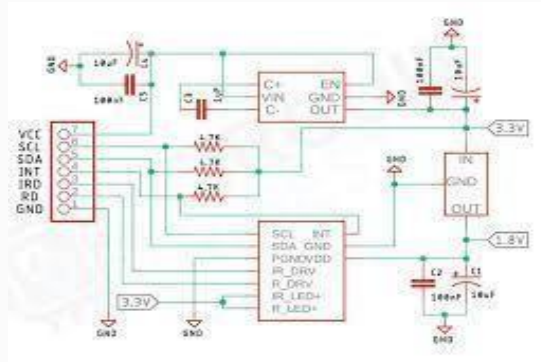 GND
10uF
C4
100nF
C5
C3
1uF
C+
VIN
C-
EN
GND
OUT
GND
GND
100nF
10uF
3.3V
VCC 7
SCL 6
SDA 5
INT 4
IRD 3
RD 2
GND 1
4.7K
4.7K
4.7K
GND
IN
GND
OUT
1.8V
SCL INT
SDA GND
PGNDVDD
IR_DRV
R_DRV
IR_LED+
R_LED+
3.3V
GND
GND
C2
100nF
C1
10uF
GND